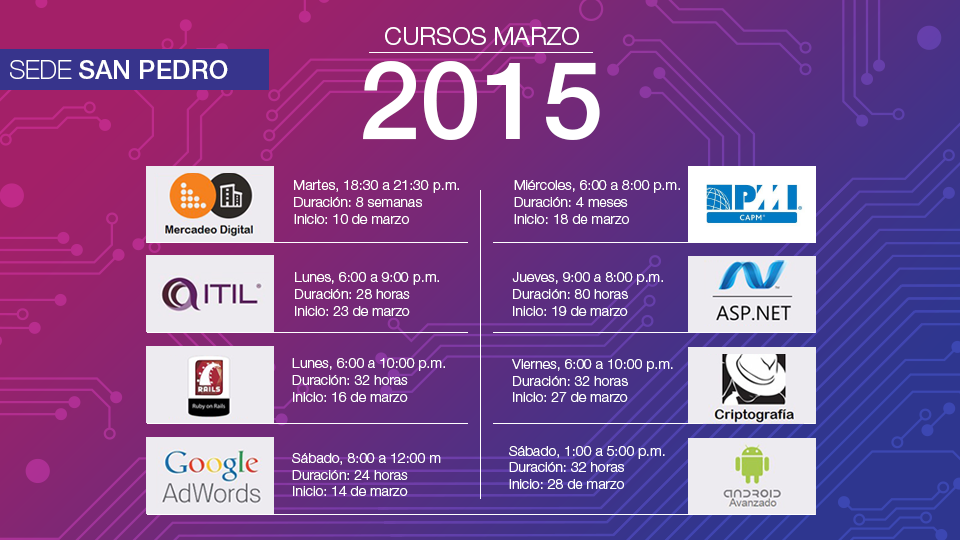 CURSOS MARZO
SEDE SAN PEDRO
2015
Mercadeo Digital
Martes, 18:30 a 21:30 p.m.
Duración: 8 semanas
Inicio: 10 de marzo
Miércoles, 6:00 a 8:00 p.m.
Duración: 4 meses
Inicio: 18 de marzo
PMI
CAPM
ITIL®
Lunes, 6:00 a 9:00 p.m.
Duración: 28 horas
Inicio: 23 de marzo
Jueves, 9:00 a 8:00 p.m.
Duración: 80 horas
Inicio: 19 de marzo
ASP.NET
RAILS
Ruby on Rails
Lunes, 6:00 a 10:00 p.m.
Duración: 32 horas
Inicio: 16 de marzo
Viernes, 6:00 a 10:00 p.m.
Duración: 32 horas
Inicio: 27 de marzo
Criptografía
Google
AdWords
Sábado, 8:00 a 12:00 m
Duración: 24 horas
Inicio: 14 de marzo
Sábado, 1:00 a 5:00 p.m.
Duración: 32 horas
Inicio: 28 de marzo
ANDROID
Avanzado